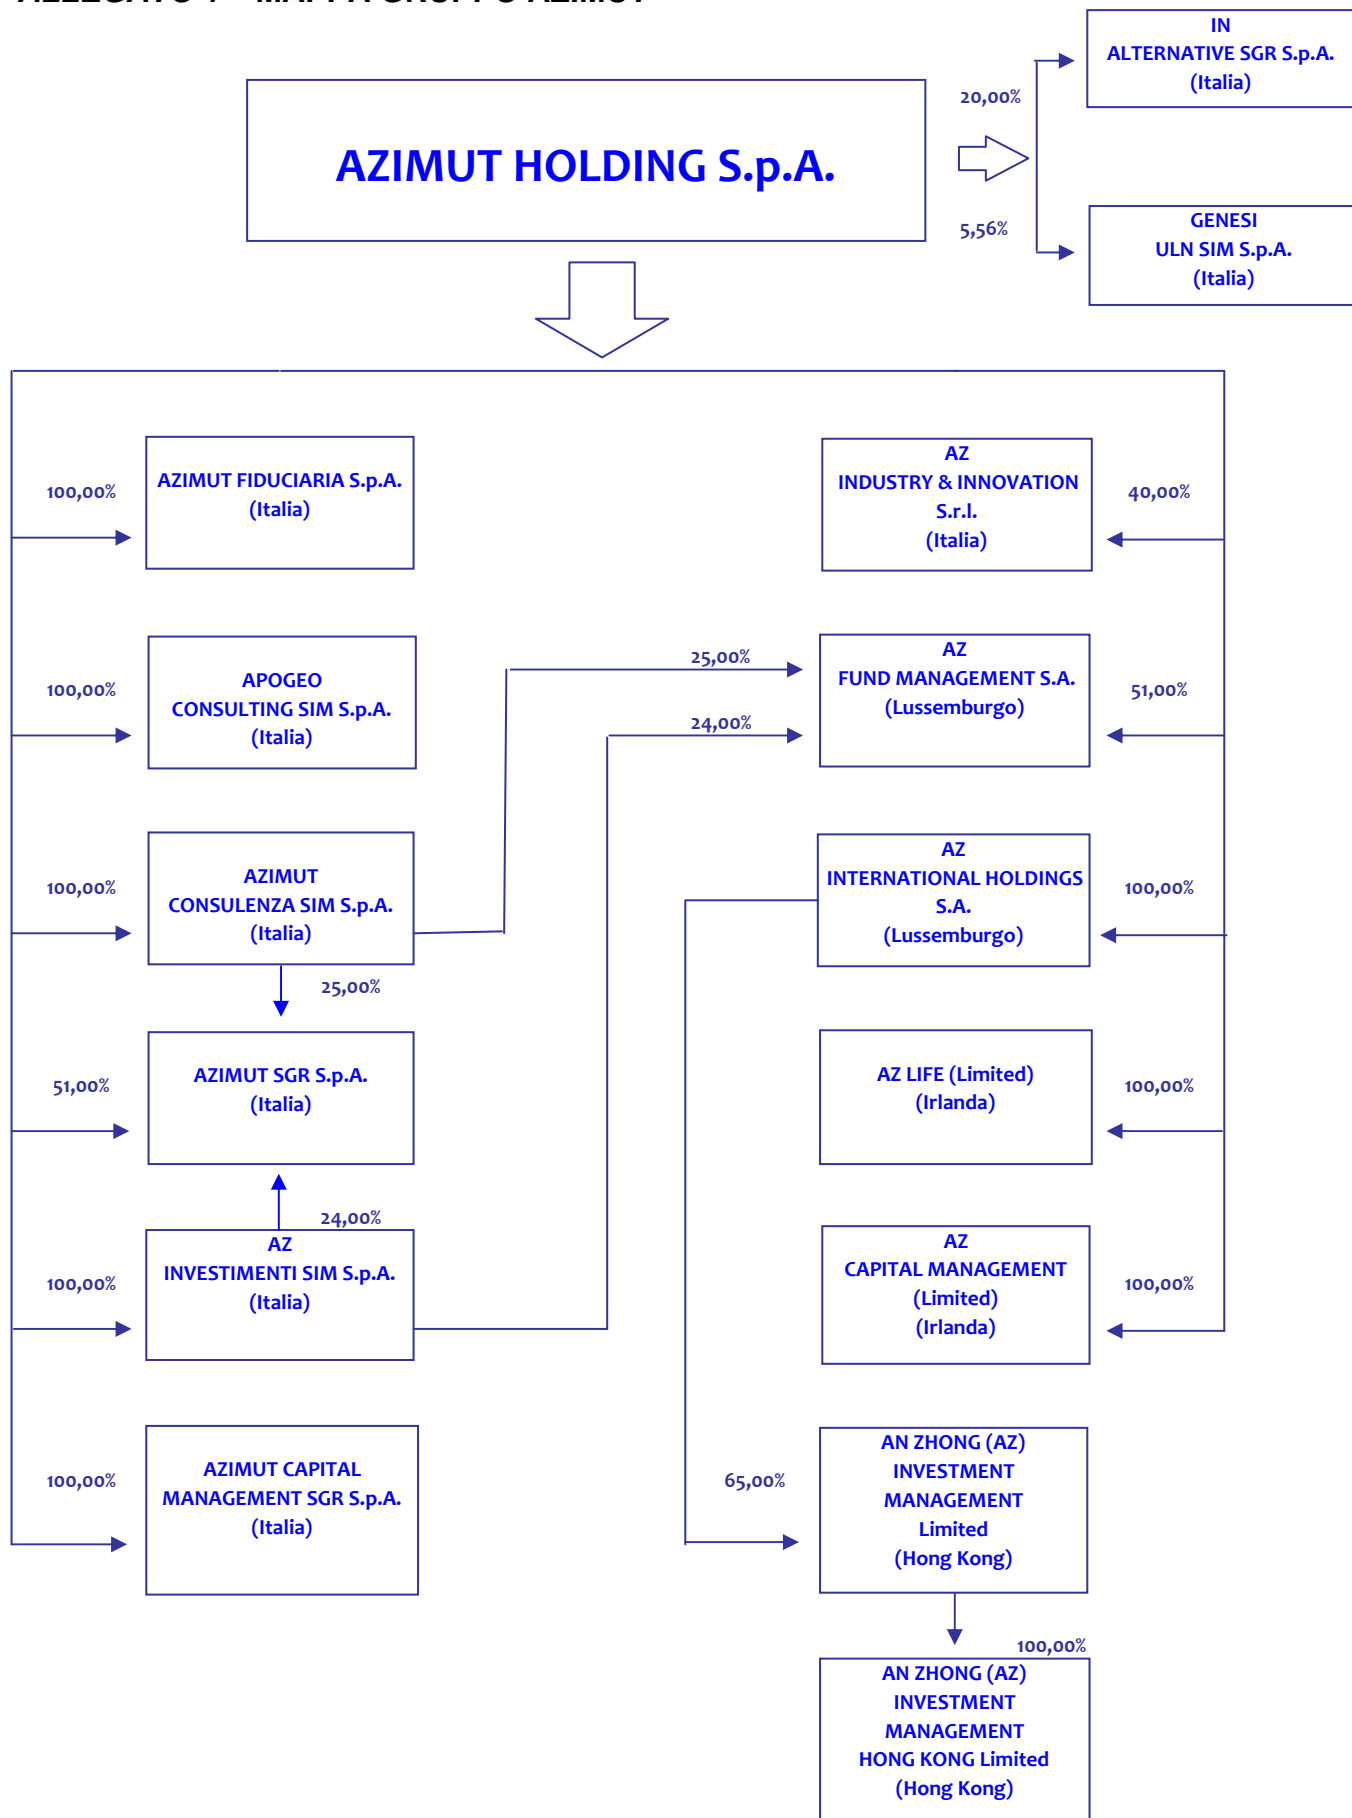 IN
ALTERNATIVE SGR S.p.A.
(Italia)
20,00%
AZIMUT HOLDING S.p.A.
5,56%
GENESI
ULN SIM S.p.A.
(Italia)
100,00%
AZIMUT FIDUCIARIA S.p.A.
(Italia)
AZ
INDUSTRY & INNOVATION
S.r.l.
(Italia)
40,00%
100,00%
APOGEO
CONSULTING SIM S.p.A.
(Italia)
25,00%
24,00%
AZ
FUND MANAGEMENT S.A.
(Lussemburgo)
51,00%
100,00%
AZIMUT
CONSULENZA SIM S.p.A.
(Italia)
25,00%
AZ
INTERNATIONAL HOLDINGS
S.A.
(Lussemburgo)
100,00%
51,00%
AZIMUT SGR S.p.A.
(Italia)
AZ LIFE (Limited)
(Irlanda)
100,00%
24,00%
100,00%
AZ
INVESTIMENTI SIM S.p.A.
(Italia)
AZ
CAPITAL MANAGEMENT
(Limited)
(Irlanda)
100,00%
100,00%
AZIMUT CAPITAL
MANAGEMENT SGR S.p.A.
(Italia)
65,00%
AN ZHONG (AZ)
INVESTMENT
MANAGEMENT
Limited
(Hong Kong)
100,00%
AN ZHONG (AZ)
INVESTMENT
MANAGEMENT
HONG KONG Limited
(Hong Kong)